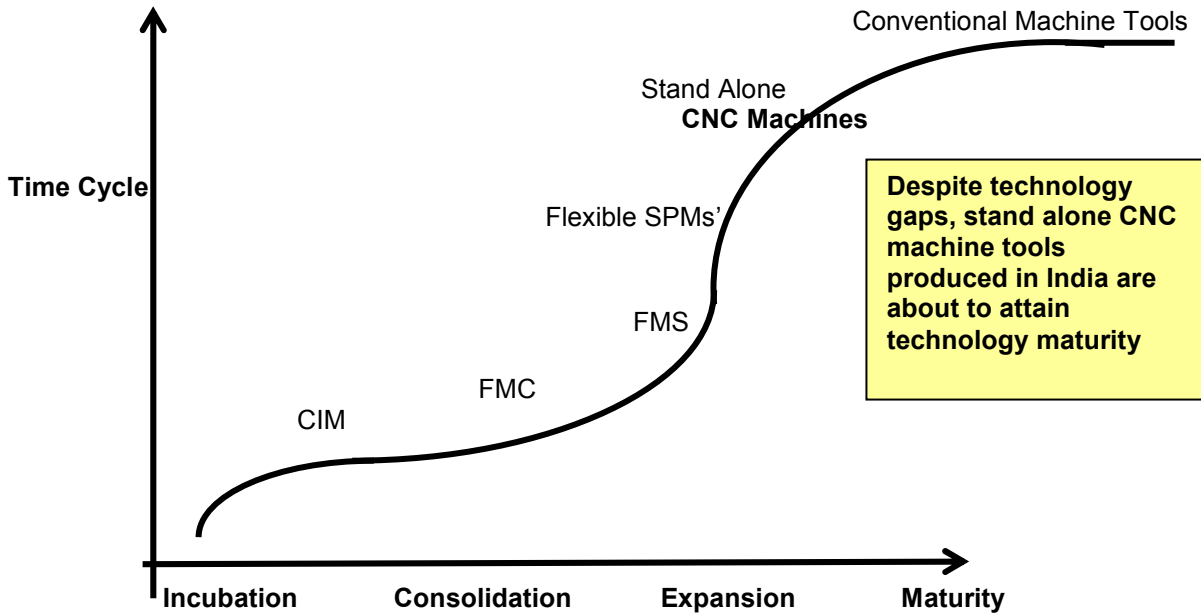 Conventional Machine Tools
Stand Alone
CNC Machines
Time Cycle
Despite technology
gaps, stand alone CNC
machine tools
produced in India are
about to attain
technology maturity
Flexible SPMs’
FMS
FMC
CIM
Incubation Consolidation Expansion Maturity